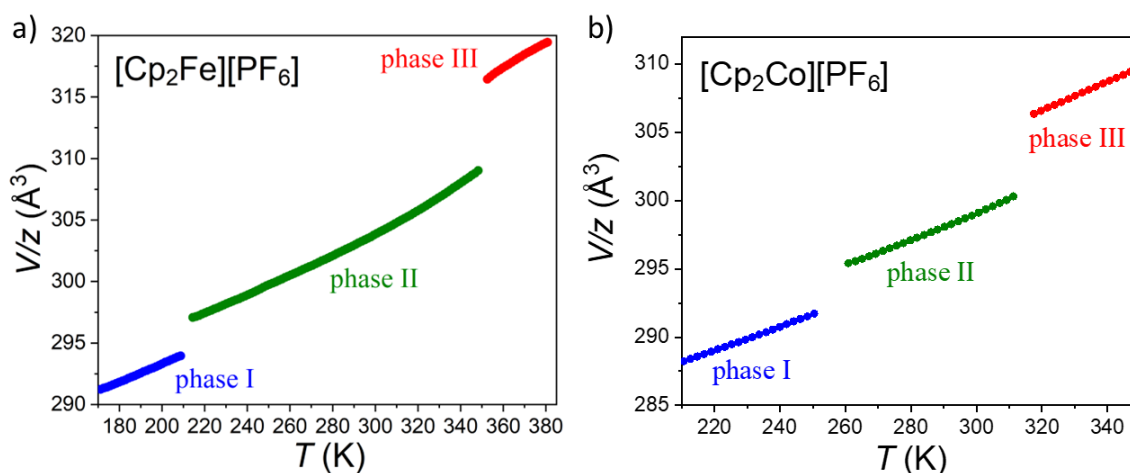 a)
[Cp₂Fe][PF₆]
phase III
phase II
phase I
320
315
310
305
300
295
290
V/z (Å³)
180 200 220 240 260 280 300 320 340 360 380
T (K)
b)
[Cp₂Co][PF₆]
phase III
phase II
phase I
310
305
300
295
290
285
V/z (Å³)
220 240 260 280 300 320 340
T (K)